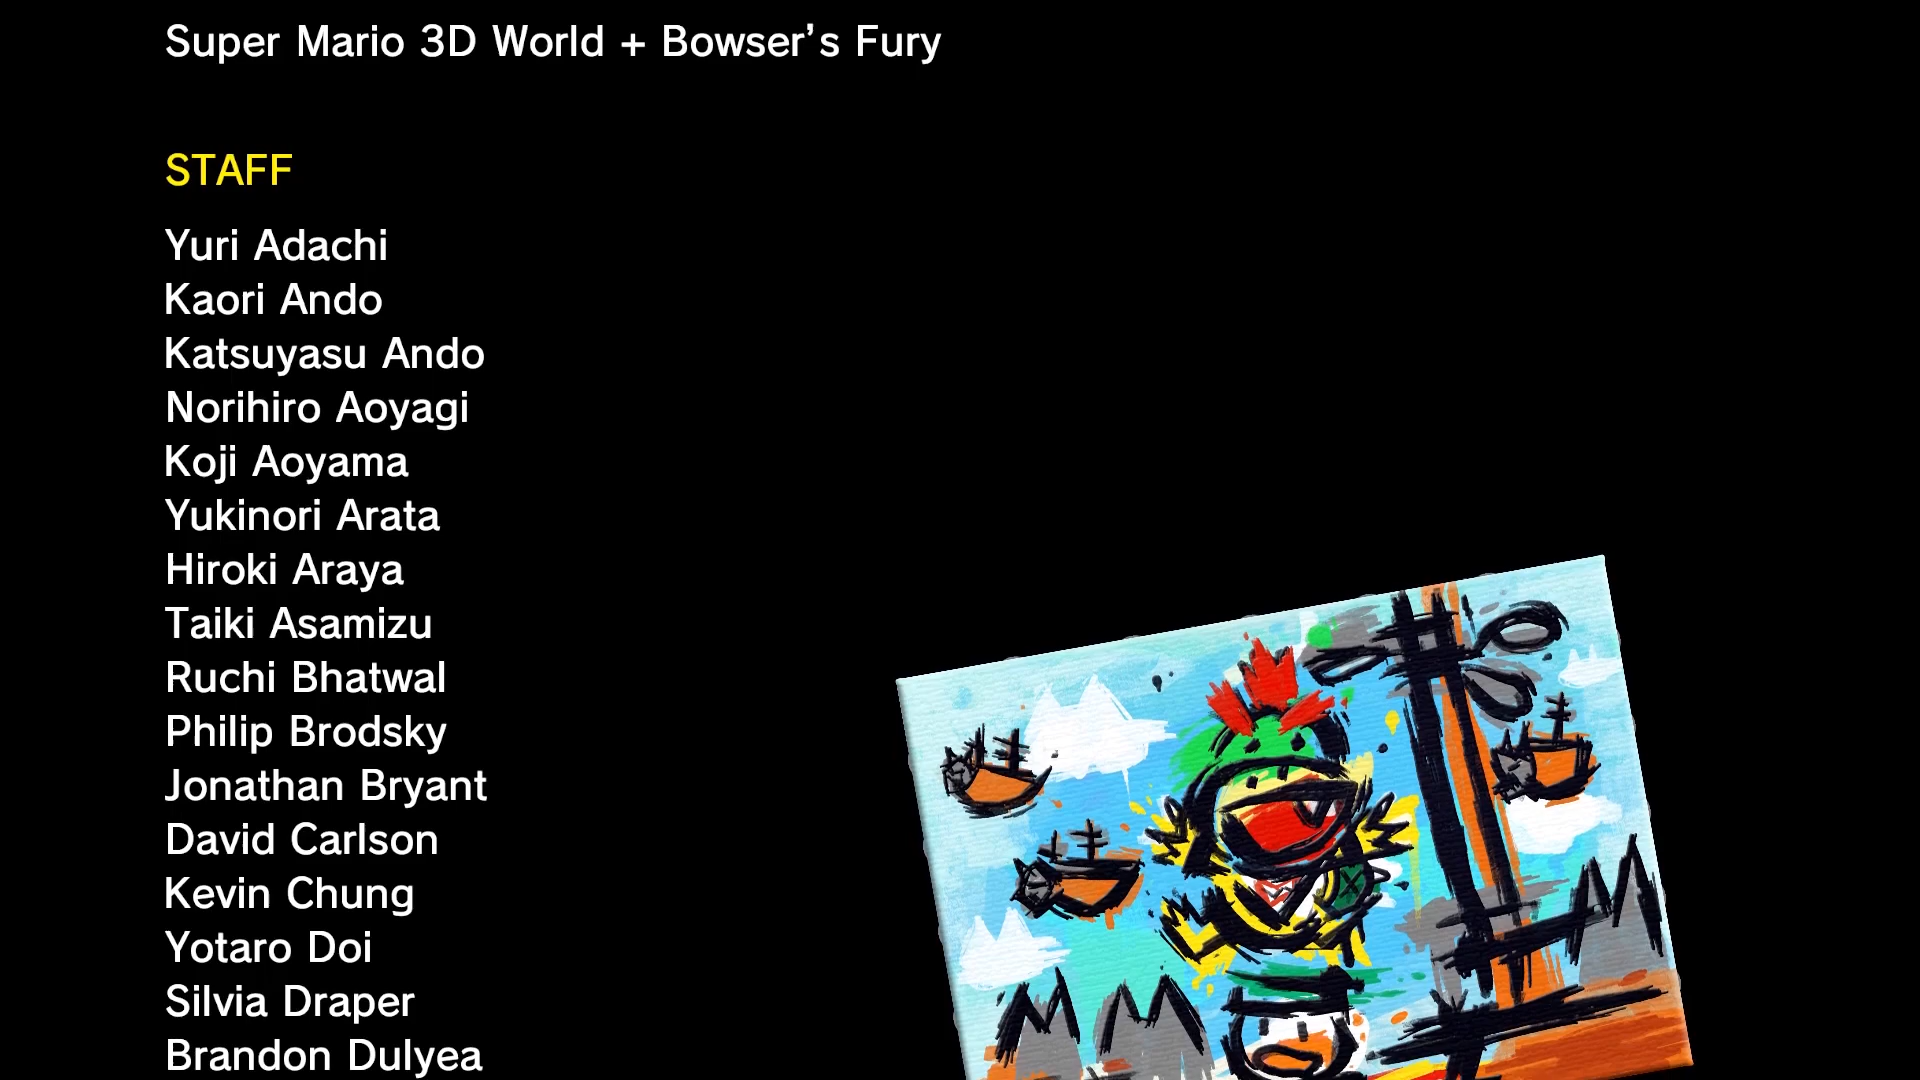 Super Mario 3D World + Bowser’s Fury
STAFF
Yuri Adachi
Kaori Ando
Katsuyasu Ando
Norihiro Aoyagi
Koji Aoyama
Yukinori Arata
Hiroki Araya
Taiki Asamizu
Ruchi Bhatwal
Philip Brodsky
Jonathan Bryant
David Carlson
Kevin Chung
Yotaro Doi
Silvia Draper
Brandon Dulyea